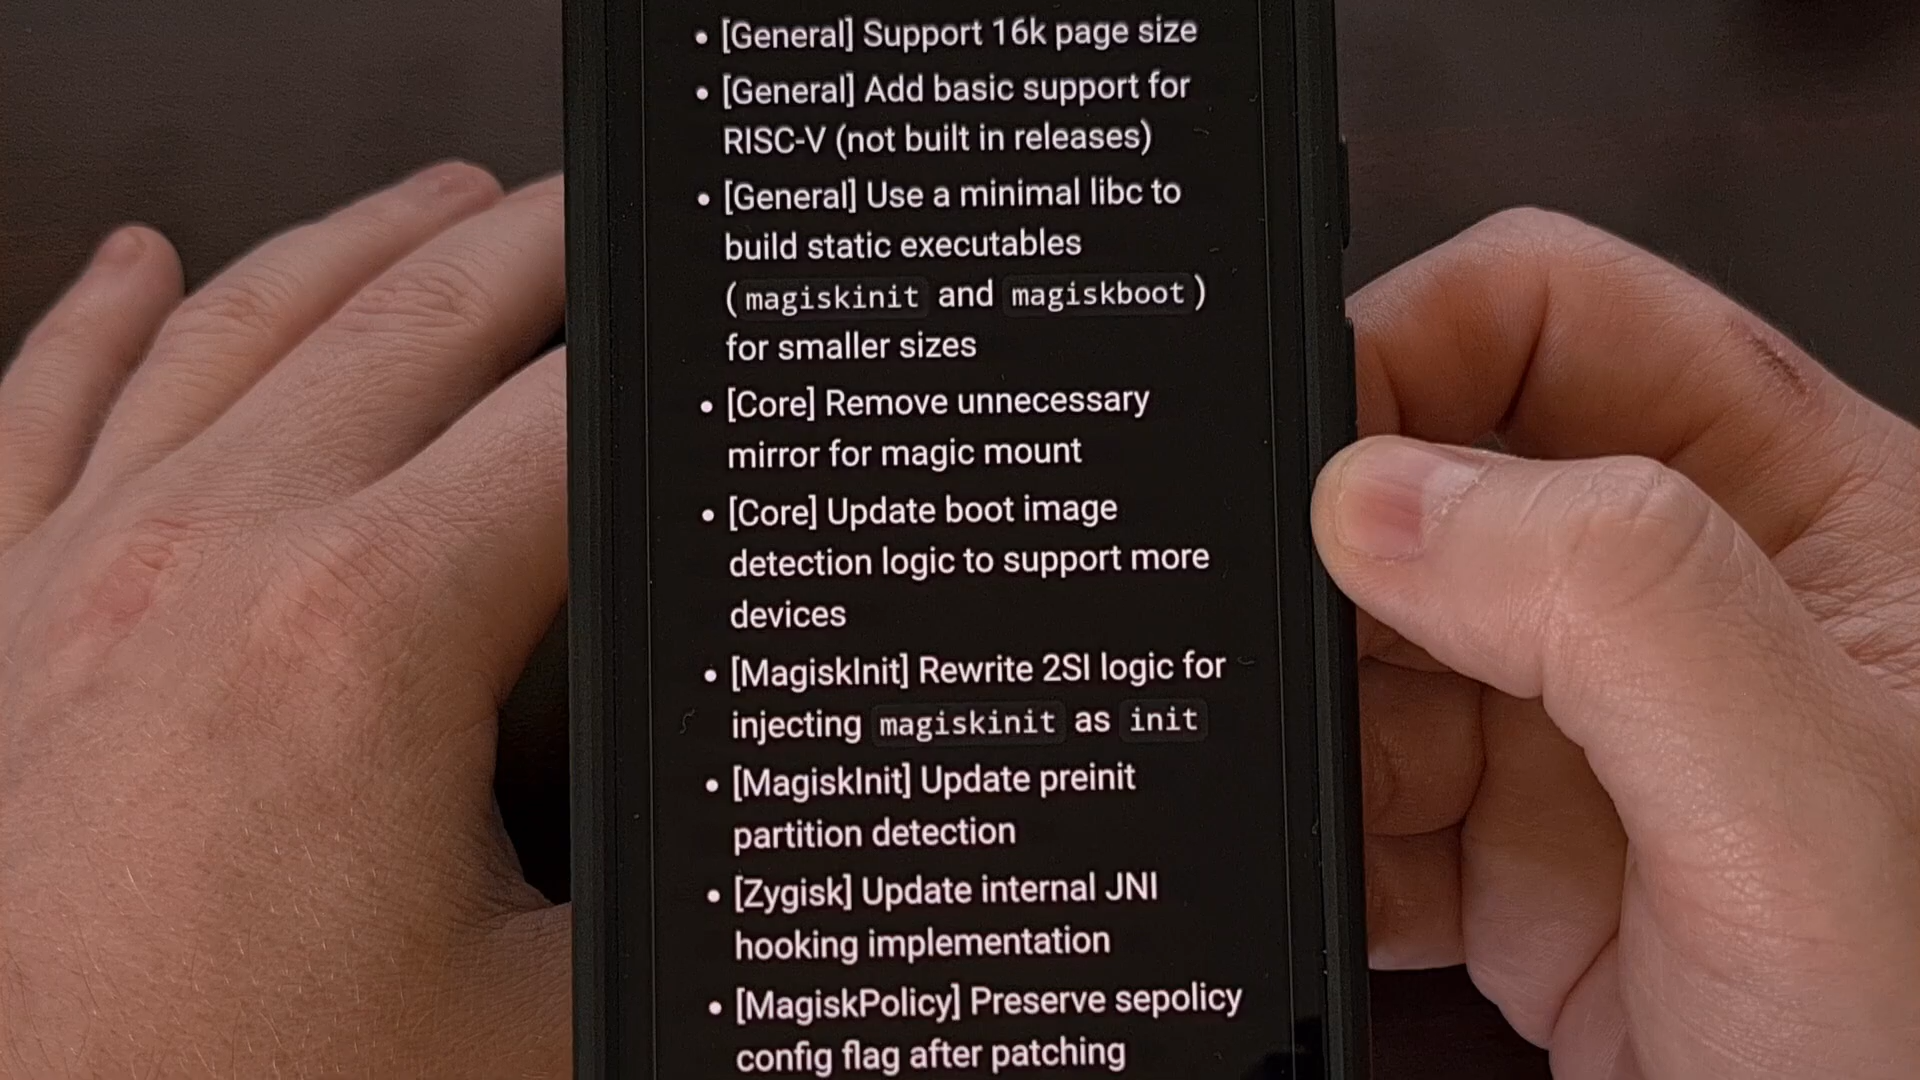 • [General] Support 16k page size
• [General] Add basic support for
RISC-V (not built in releases)
• [General] Use a minimal libc to
build static executables
( magiskinit and magiskboot )
for smaller sizes
• [Core] Remove unnecessary
mirror for magic mount
• [Core] Update boot image
detection logic to support more
devices
• [MagiskInit] Rewrite 2SI logic for
injecting magiskinit as init
• [MagiskInit] Update preinit
partition detection
• [Zygisk] Update internal JNI
hooking implementation
• [MagiskPolicy] Preserve sepolicy
config flag after patching